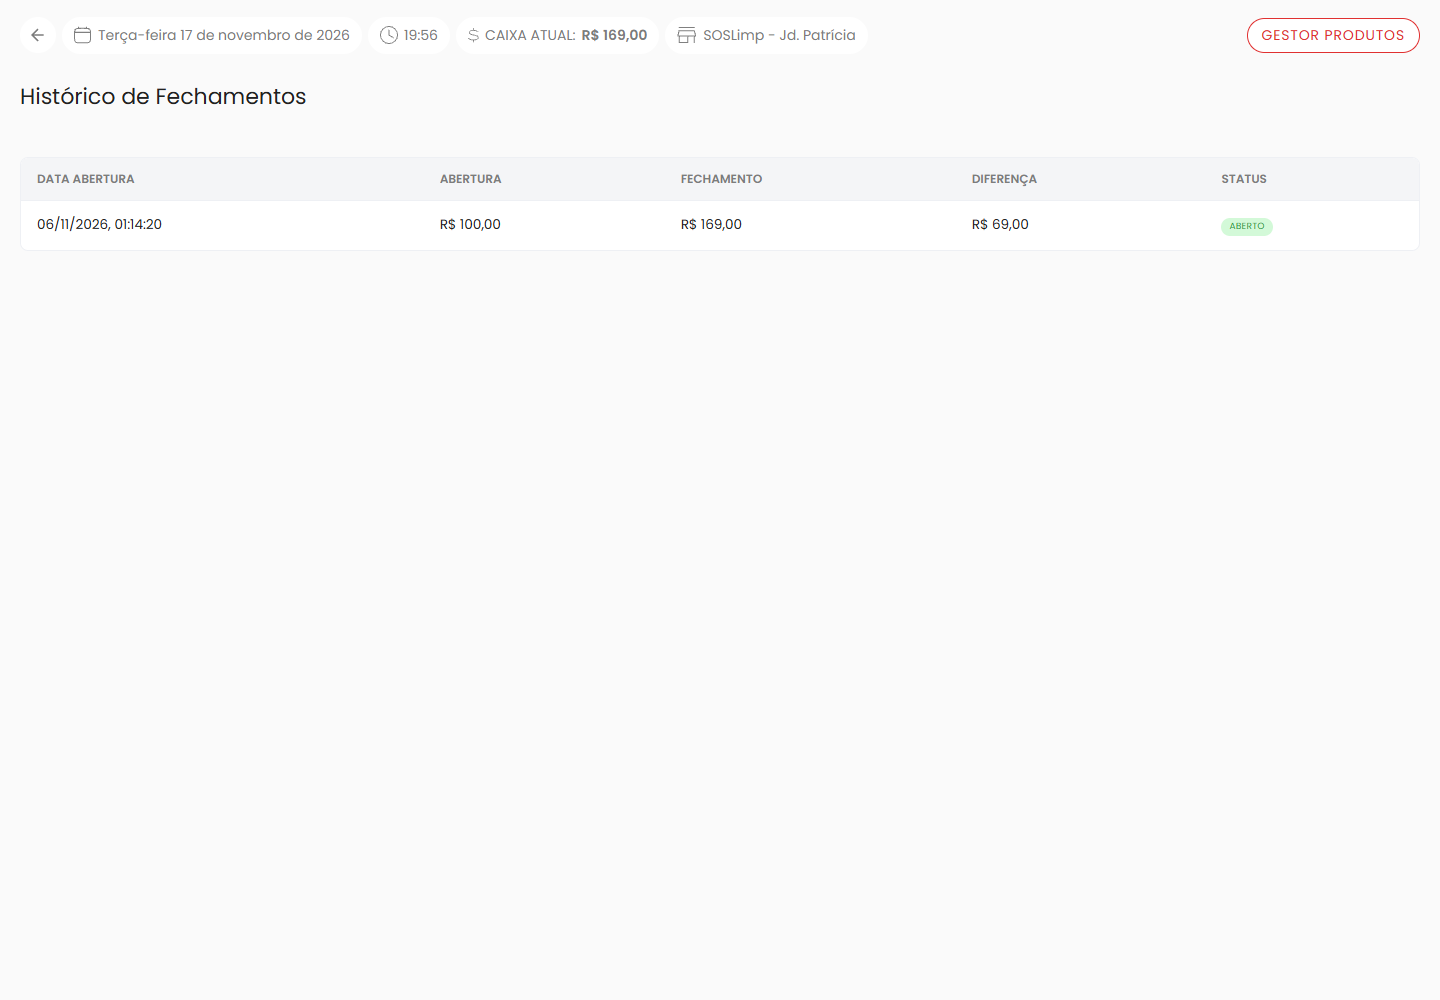 Terça-feira 17 de novembro de 2026 19:56 $ CAIXA ATUAL: R$ 169,00 SOSLimp - Jd. Patrícia GESTOR PRODUTOS
Histórico de Fechamentos
DATA ABERTURA ABERTURA FECHAMENTO DIFERENÇA STATUS
06/11/2026, 01:14:20 R$ 100,00 R$ 169,00 R$ 69,00 ABERTO